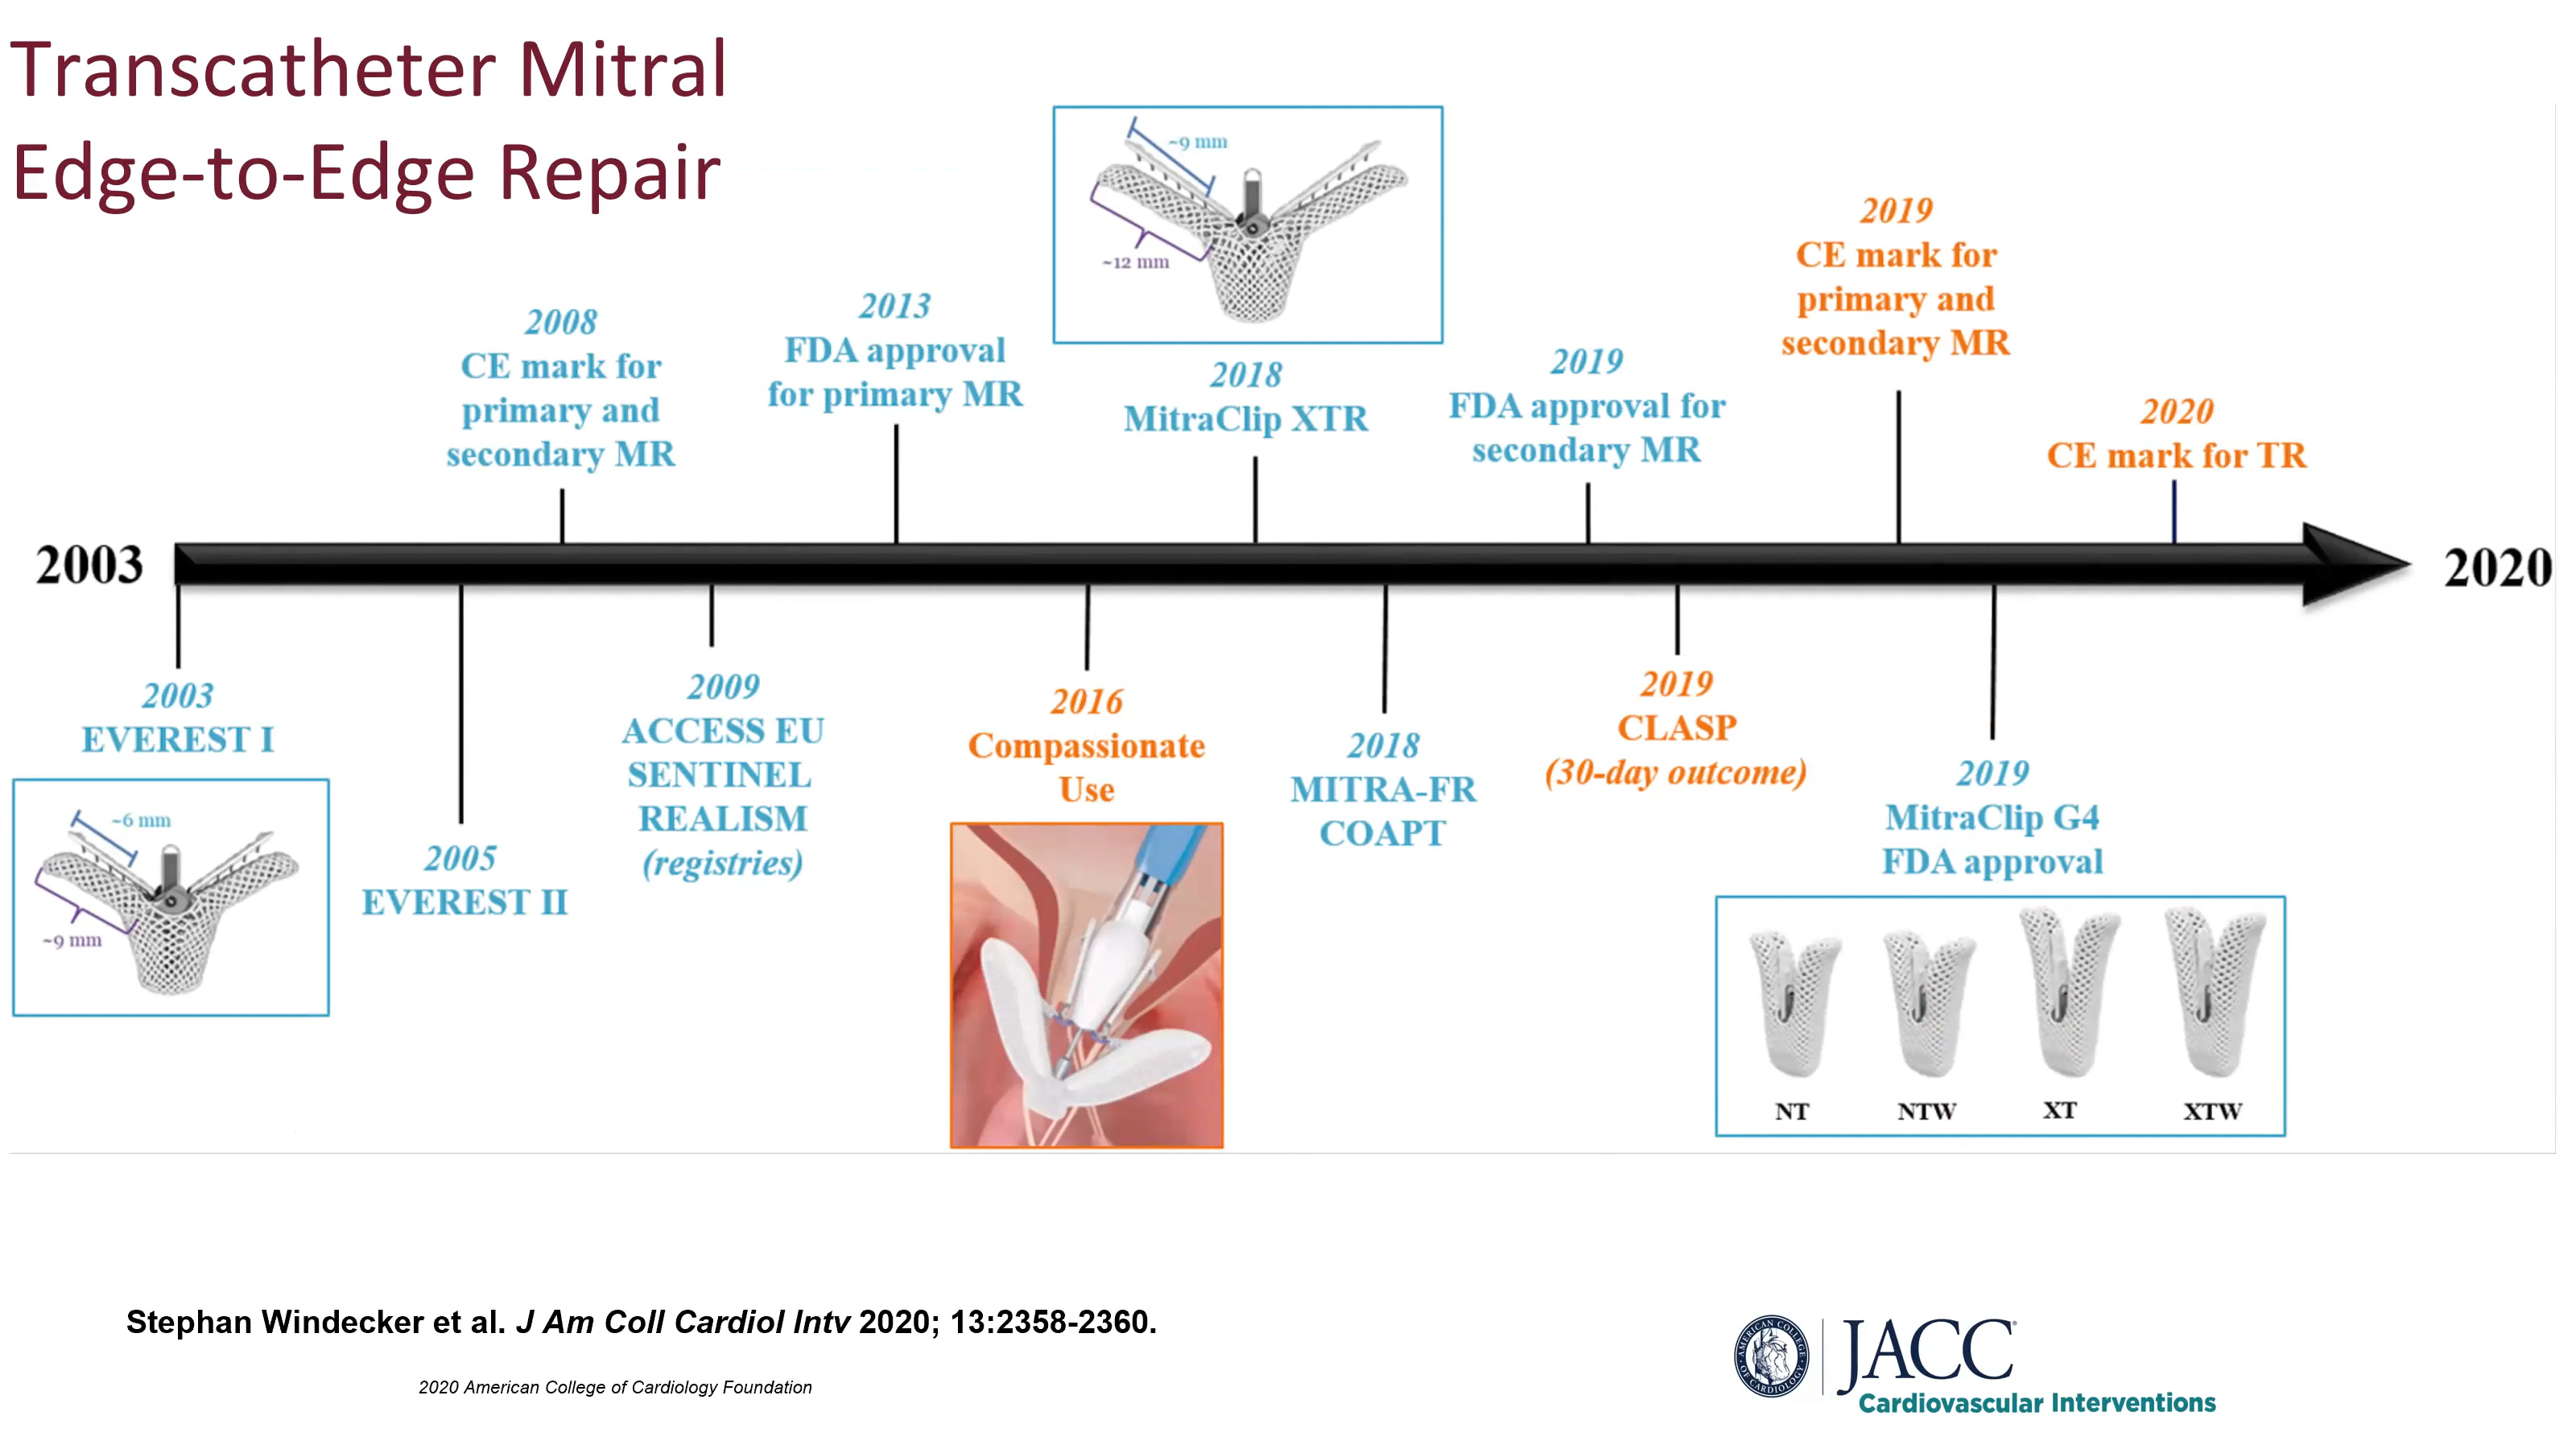 Transcatheter Mitral
Edge-to-Edge Repair
~9 mm
~12 mm
2008
CE mark for
primary and
secondary MR
2013
FDA approval
for primary MR
2018
MitraClip XTR
2019
FDA approval for
secondary MR
2019
CE mark for
primary and
secondary MR
2020
CE mark for TR
2003
2020
2003
EVEREST I
~6 mm
~9 mm
2005
EVEREST II
2009
ACCESS EU
SENTINEL
REALISM
(registries)
2016
Compassionate
Use
2018
MITRA-FR
COAPT
2019
CLASP
(30-day outcome)
2019
MitraClip G4
FDA approval
NT
NTW
XT
XTW
Stephan Windecker et al. J Am Coll Cardiol Intv 2020; 13:2358-2360.
2020 American College of Cardiology Foundation
AMERICAN COLLEGE OF CARDIOLOGY
JACC
Cardiovascular Interventions